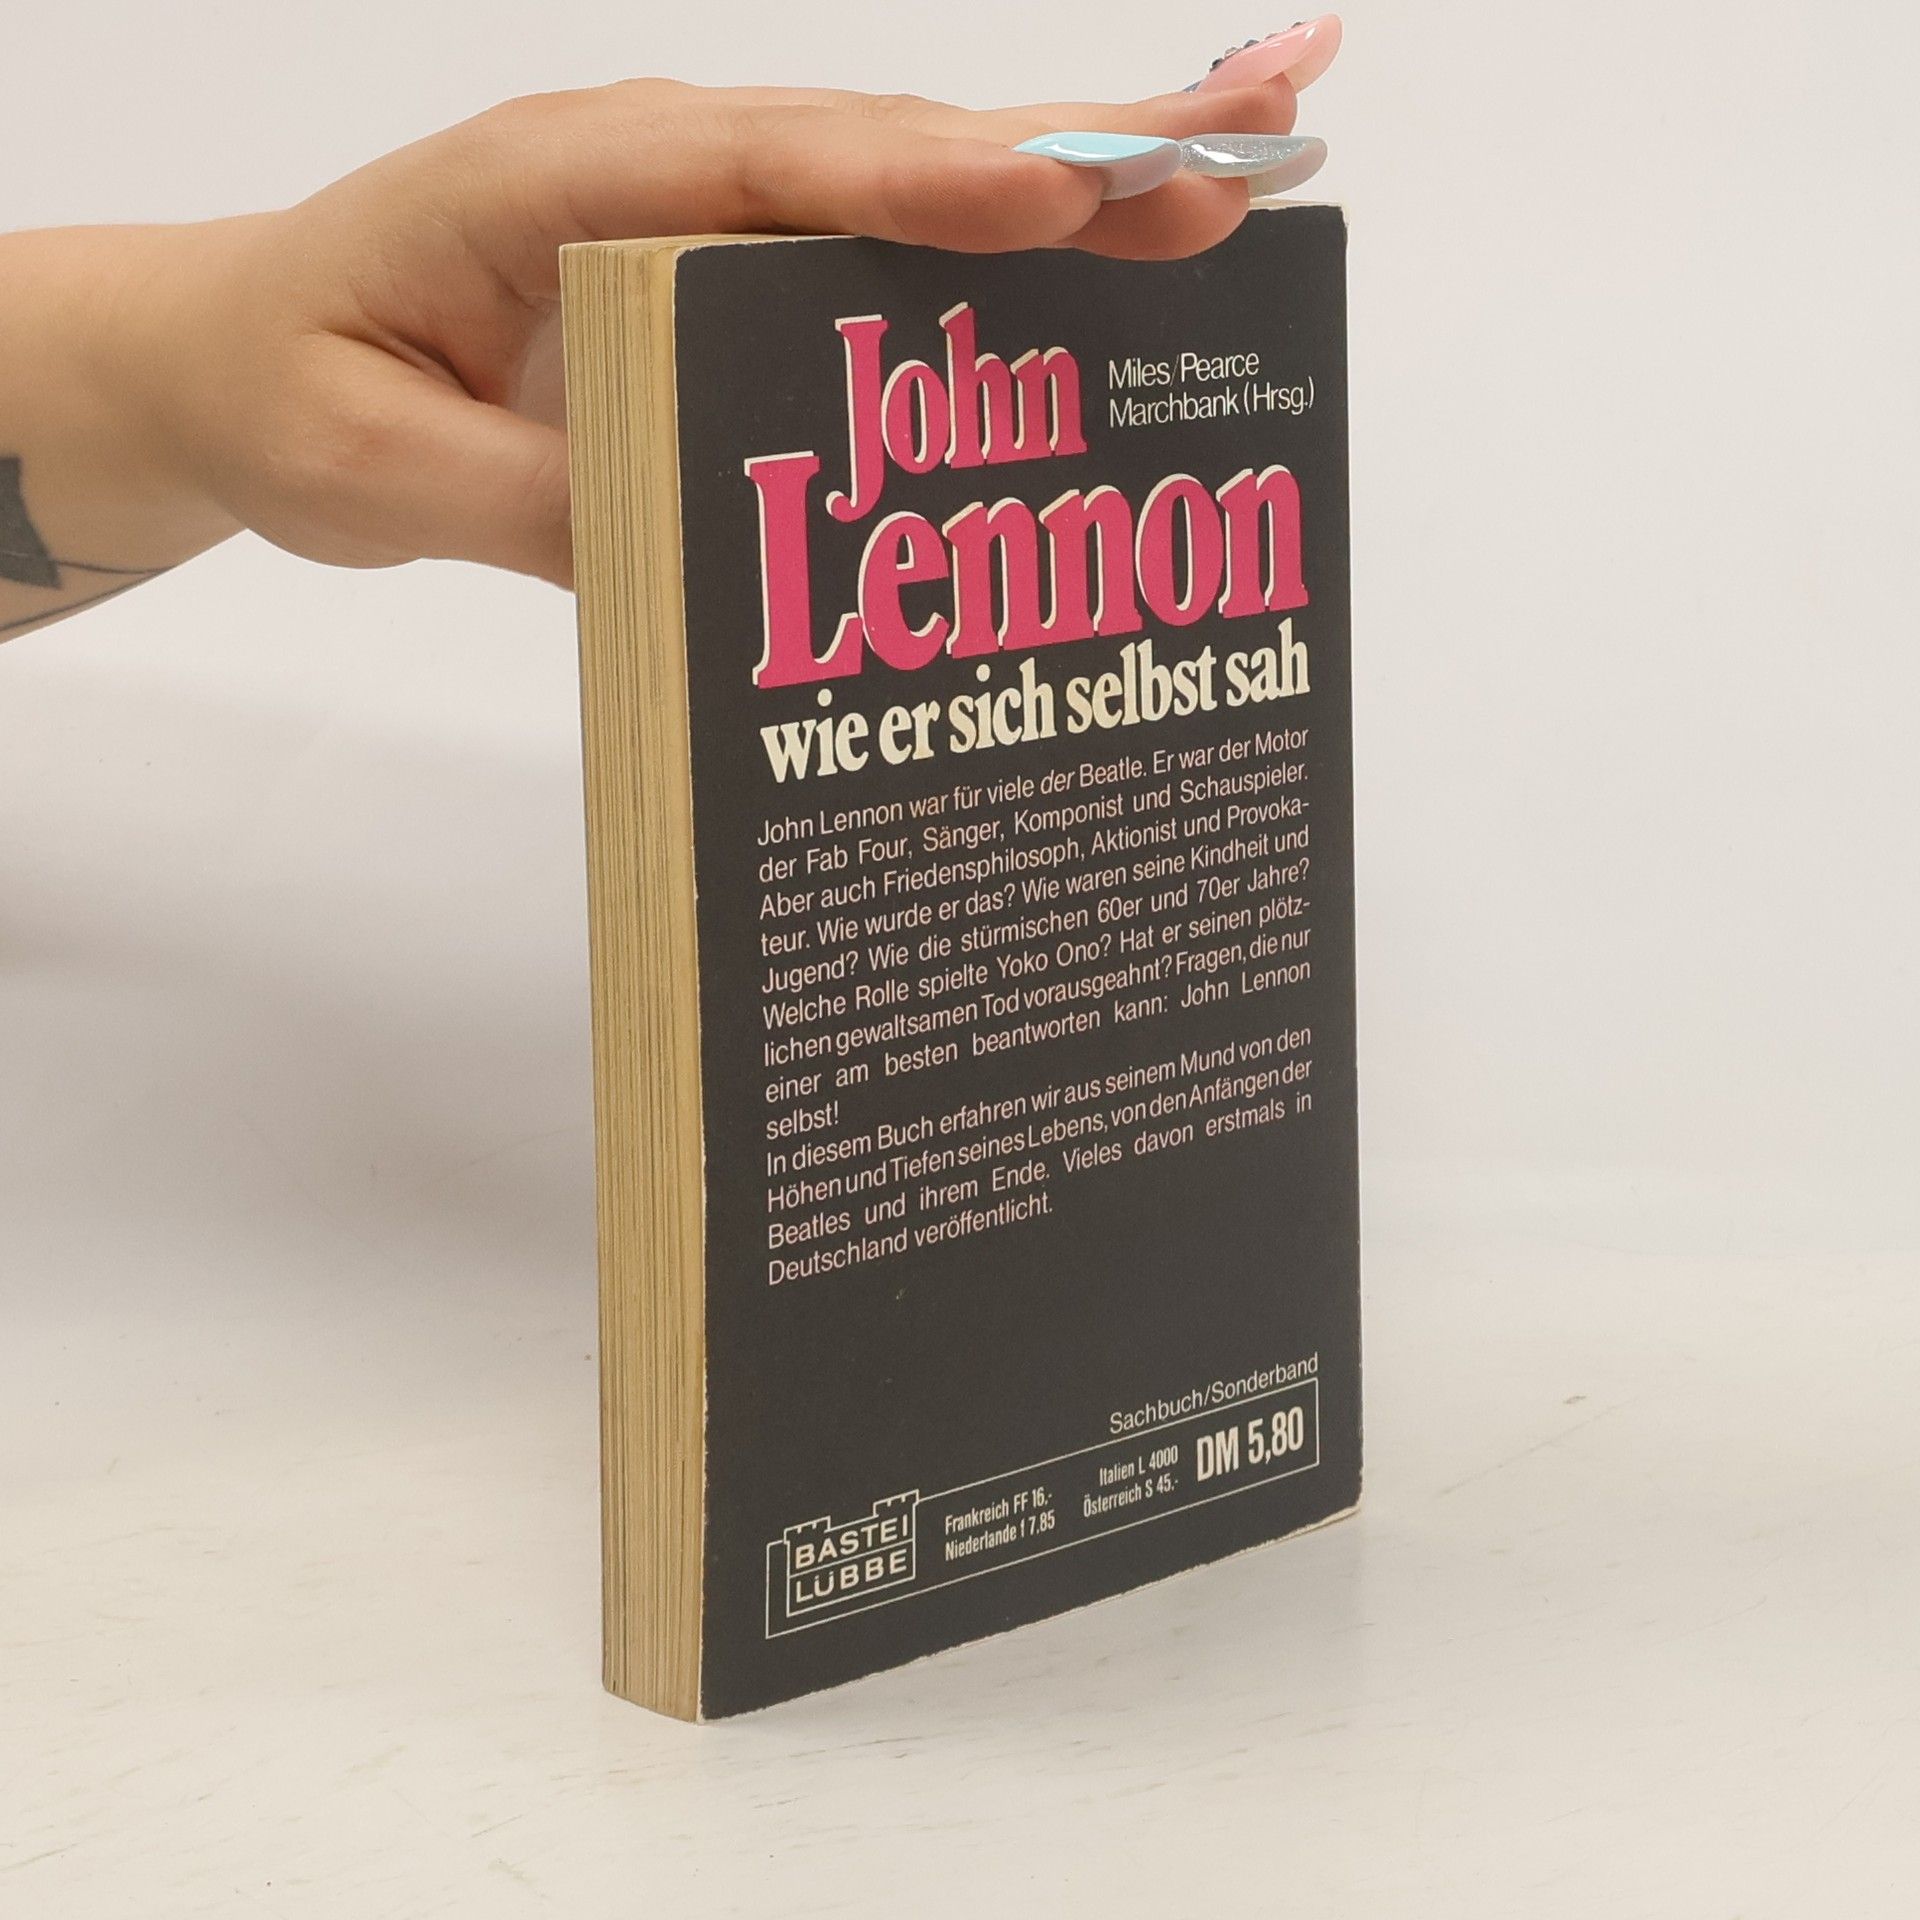 John
Miles/Pearce
Marchbank (Hrsg.)
Lennon
wie er sich selbst sah
John Lennon war für viele der Beatle. Er war der Motor
der Fab Four, Sänger, Komponist und Schauspieler.
Aber auch Friedensphilosoph, Aktionist und Provoka-
teur. Wie wurde er das? Wie waren seine Kindheit und
Jugend? Wie die stürmischen 60er und 70er Jahre?
Welche Rolle spielte Yoko Ono? Hat er seinen plötz-
lichen gewaltsamen Tod vorausgeahnt? Fragen, die nur
einer am besten beantworten kann: John Lennon
selbst!
In diesem Buch erfahren wir aus seinem Mund von den
Höhen und Tiefen seines Lebens, von den Anfängen der
Beatles und ihrem Ende. Vieles davon erstmals in
Deutschland veröffentlicht.
Sachbuch/Sonderband
BASTEI
LÜBBE
Frankreich FF 16,-
Niederlande f 7,85
Italien L 4000
Österreich S 45,-
DM 5,80